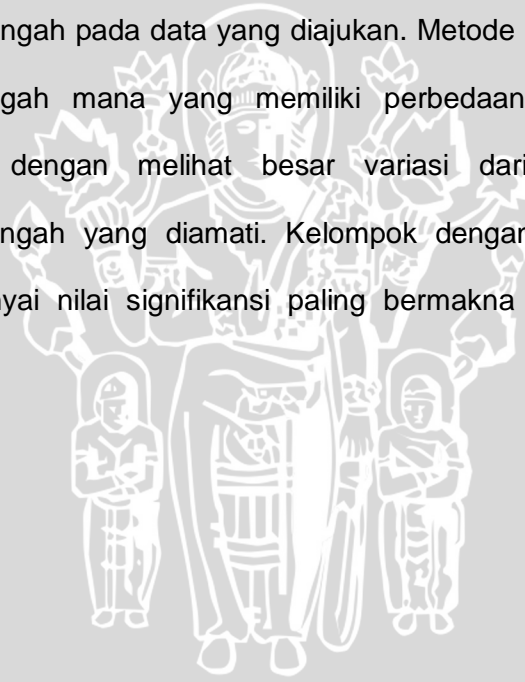 ngah pada data yang diajukan. Metode
gah mana yang memiliki perbedaan
dengan melihat besar variasi dari
ngah yang diamati. Kelompok dengan
nyai nilai signifikansi paling bermakna